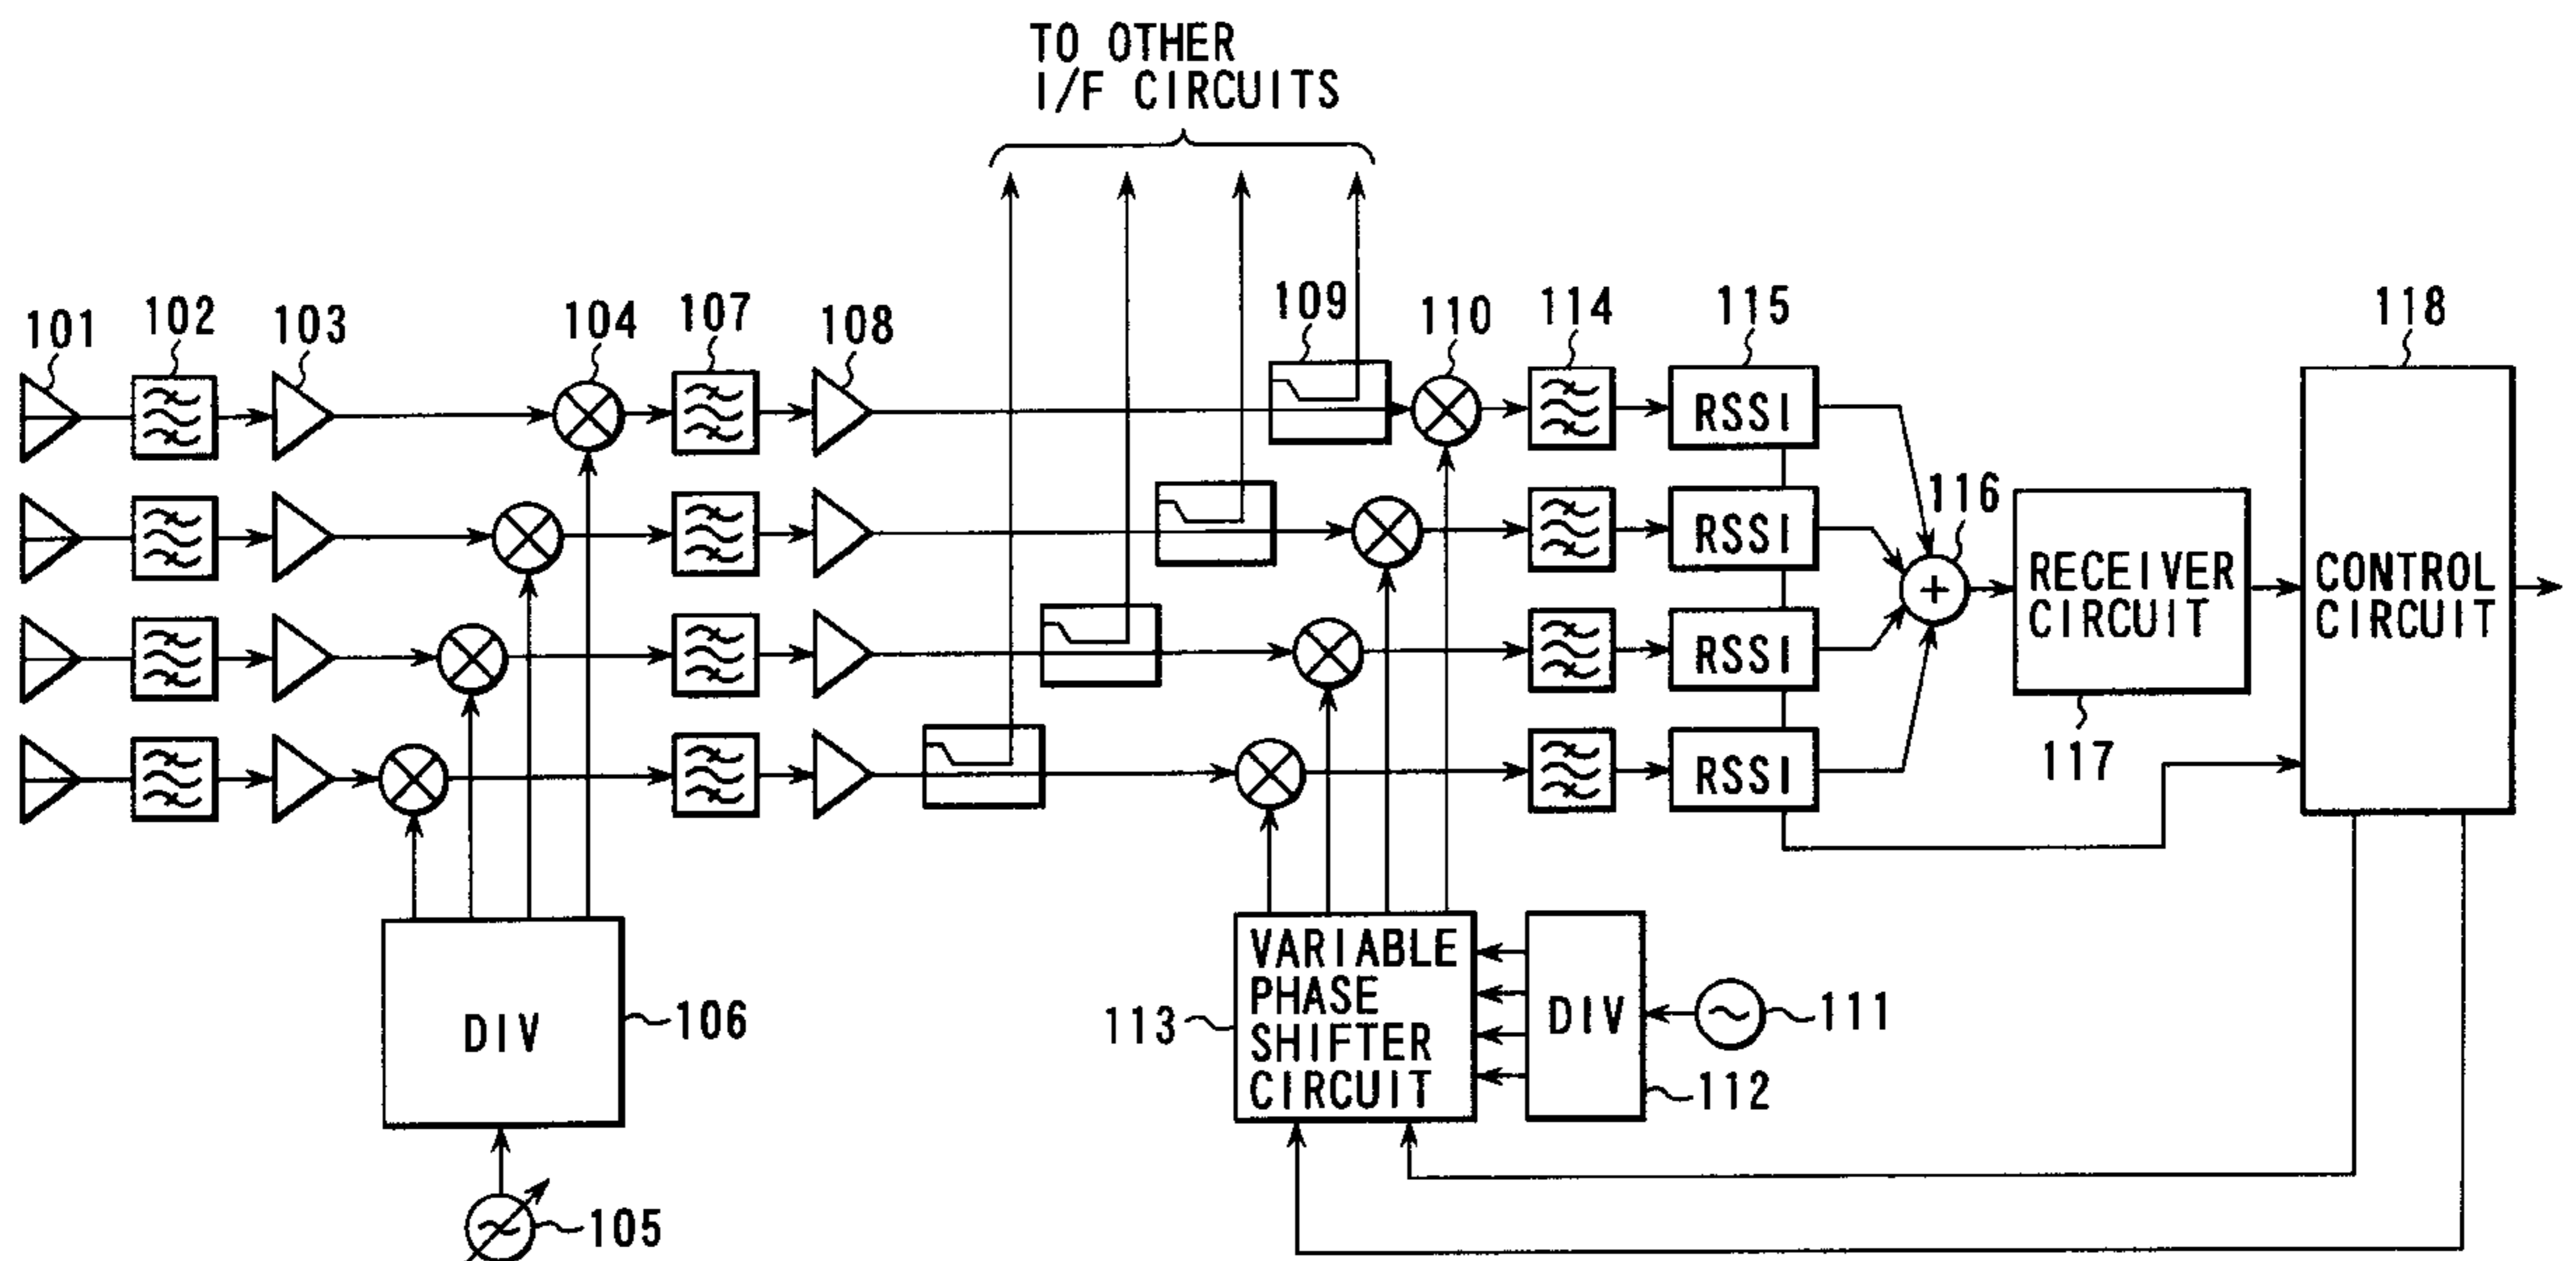 TO OTHER
I/F CIRCUITS
101
102
103
104
107
108
109
110
114
115
118
RSSI
RSSI
RSSI
RSSI
116
+
RECEIVER
CIRCUIT
117
CONTROL
CIRCUIT
DIV
106
105
VARIABLE
PHASE
SHIFTER
CIRCUIT
113
DIV
112
111